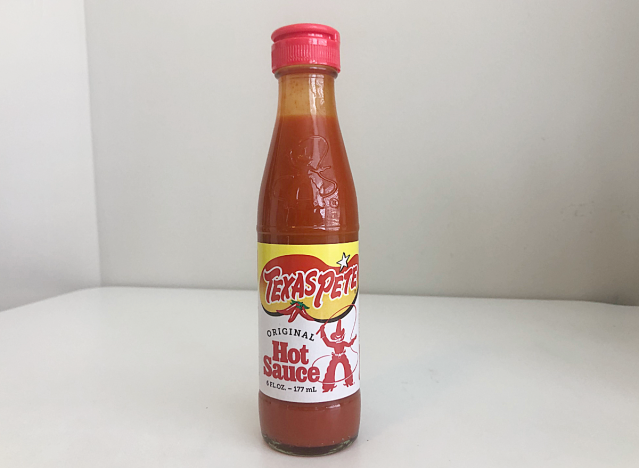 TEXAS PETE
ORIGINAL
Hot
Sauce
6 FL.OZ. – 177 mL